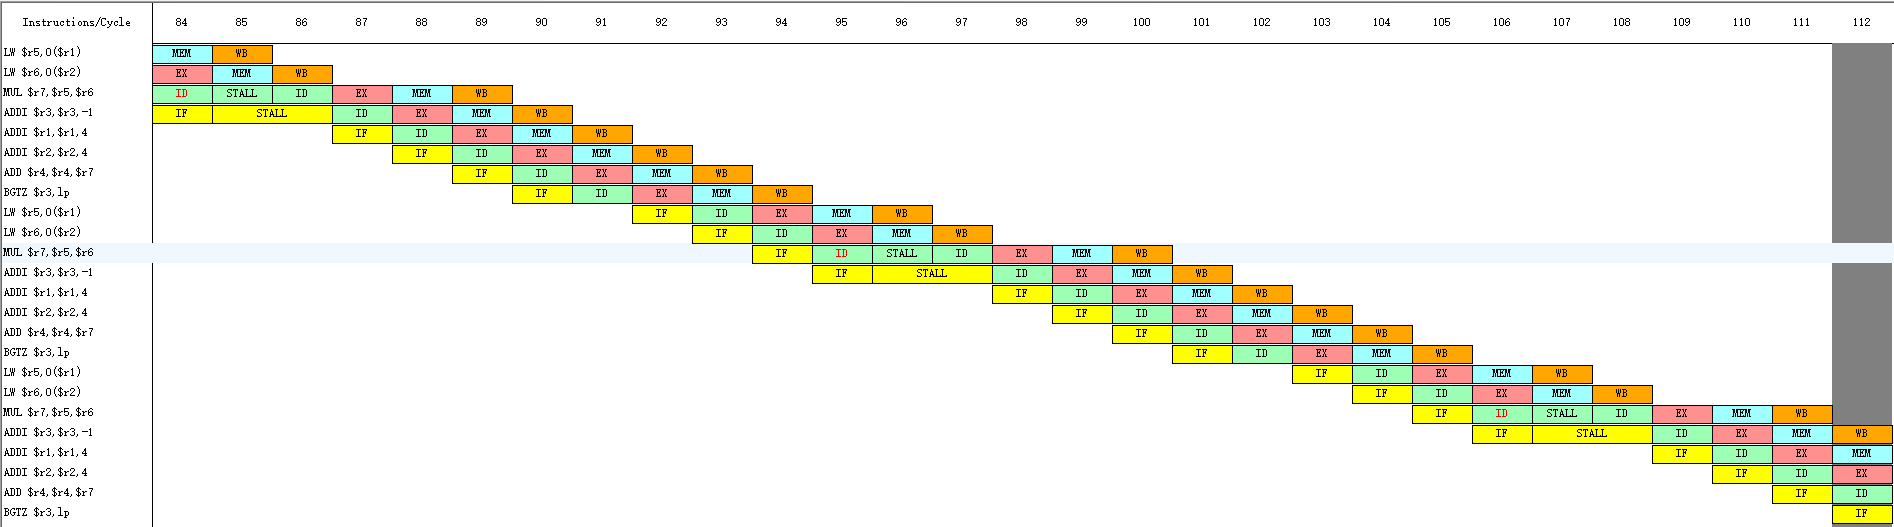 Instructions/Cycle 84 85 86 87 88 89 90 91 92 93 94 95 96 97 98 99 100 101 102 103 104 105 106 107 108 109 110 111 112
LW $r5,0($r1) MEM WB
LW $r6,0($r2) EX MEM WB
MUL $r7,$r5,$r6 ID STALL ID EX MEM WB
ADDI $r3,$r3,-1 IF STALL ID EX MEM WB
ADDI $r1,$r1,4 IF ID EX MEM WB
ADDI $r2,$r2,4 IF ID EX MEM WB
ADD $r4,$r4,$r7 IF ID EX MEM WB
BGTZ $r3,lp IF ID EX MEM WB
LW $r5,0($r1) IF ID EX MEM WB
LW $r6,0($r2) IF ID EX MEM WB
MUL $r7,$r5,$r6 IF ID STALL ID EX MEM WB
ADDI $r3,$r3,-1 IF STALL ID EX MEM WB
ADDI $r1,$r1,4 IF ID EX MEM WB
ADDI $r2,$r2,4 IF ID EX MEM WB
ADD $r4,$r4,$r7 IF ID EX MEM WB
BGTZ $r3,lp IF ID EX MEM WB
LW $r5,0($r1) IF ID EX MEM WB
LW $r6,0($r2) IF ID EX MEM WB
MUL $r7,$r5,$r6 IF ID STALL ID EX MEM WB
ADDI $r3,$r3,-1 IF STALL ID EX MEM WB
ADDI $r1,$r1,4 IF ID EX MEM
ADDI $r2,$r2,4 IF ID EX
ADD $r4,$r4,$r7 IF ID
BGTZ $r3,lp IF